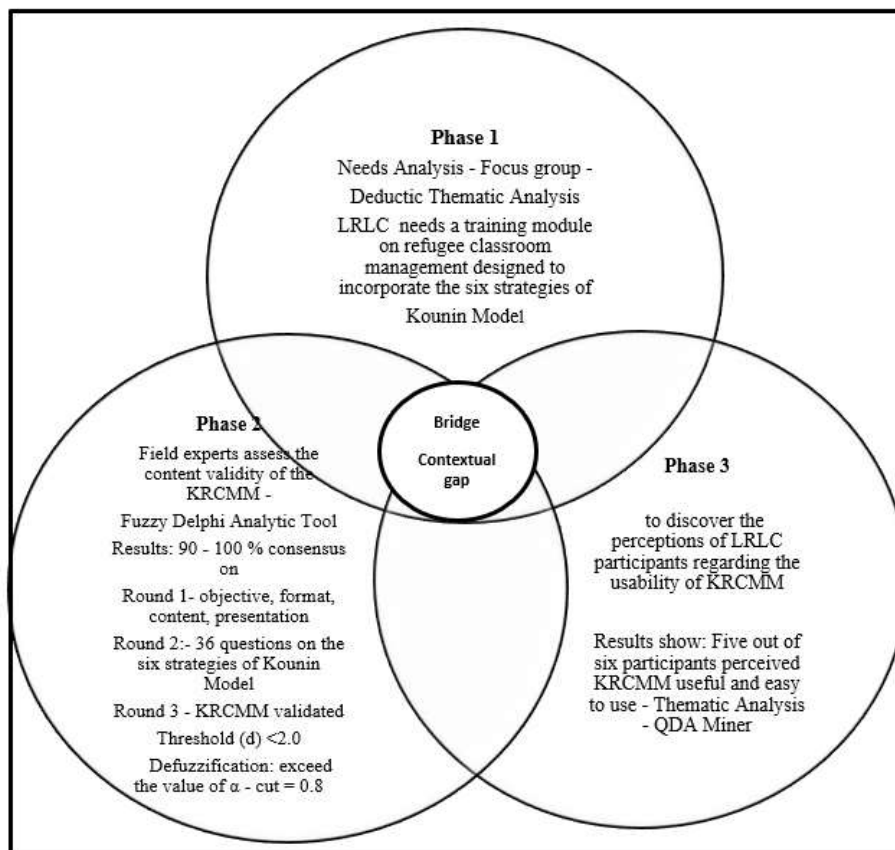 Phase 1
Needs Analysis - Focus group -
Deductic Thematic Analysis
LRLC needs a training module
on refugee classroom
management designed to
incorporate the six strategies of
Kounin Model
Bridge
Contextual
gap
Phase 2
Field experts assess the
content validity of the
KRCMM -
Fuzzy Delphi Analytic Tool
Results: 90 - 100 % consensus
on
Round 1- objective, format,
content, presentation
Round 2:- 36 questions on the
six strategies of Kounin
Model
Round 3 - KRCMM validated
Threshold (d) <2.0
Defuzzification: exceed
the value of α - cut = 0.8
Phase 3
to discover the
perceptions of LRLC
participants regarding the
usability of KRCMM
Results show: Five out of
six participants perceived
KRCMM useful and easy
to use - Thematic Analysis
- QDA Miner